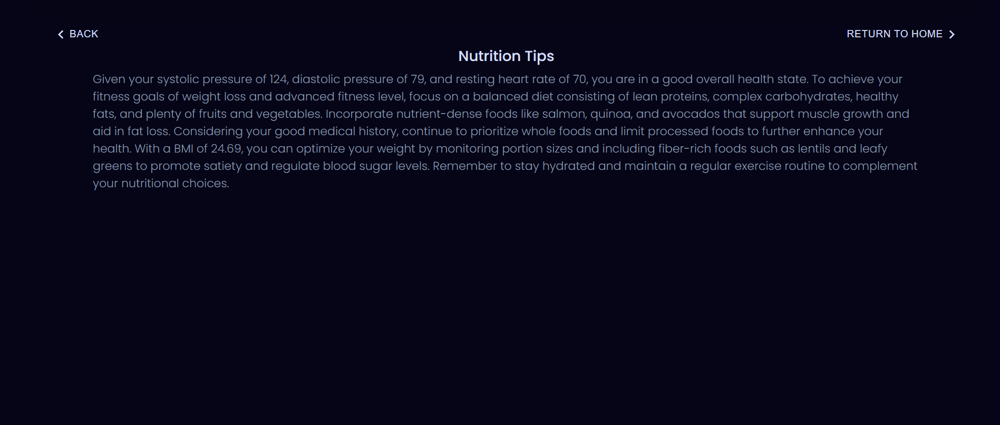 BACK
RETURN TO HOME
Nutrition Tips
Given your systolic pressure of 124, diastolic pressure of 79, and resting heart rate of 70, you are in a good overall health state. To achieve your
fitness goals of weight loss and advanced fitness level, focus on a balanced diet consisting of lean proteins, complex carbohydrates, healthy
fats, and plenty of fruits and vegetables. Incorporate nutrient-dense foods like salmon, quinoa, and avocados that support muscle growth and
aid in fat loss. Considering your good medical history, continue to prioritize whole foods and limit processed foods to further enhance your
health. With a BMI of 24.69, you can optimize your weight by monitoring portion sizes and including fiber-rich foods such as lentils and leafy
greens to promote satiety and regulate blood sugar levels. Remember to stay hydrated and maintain a regular exercise routine to complement
your nutritional choices.